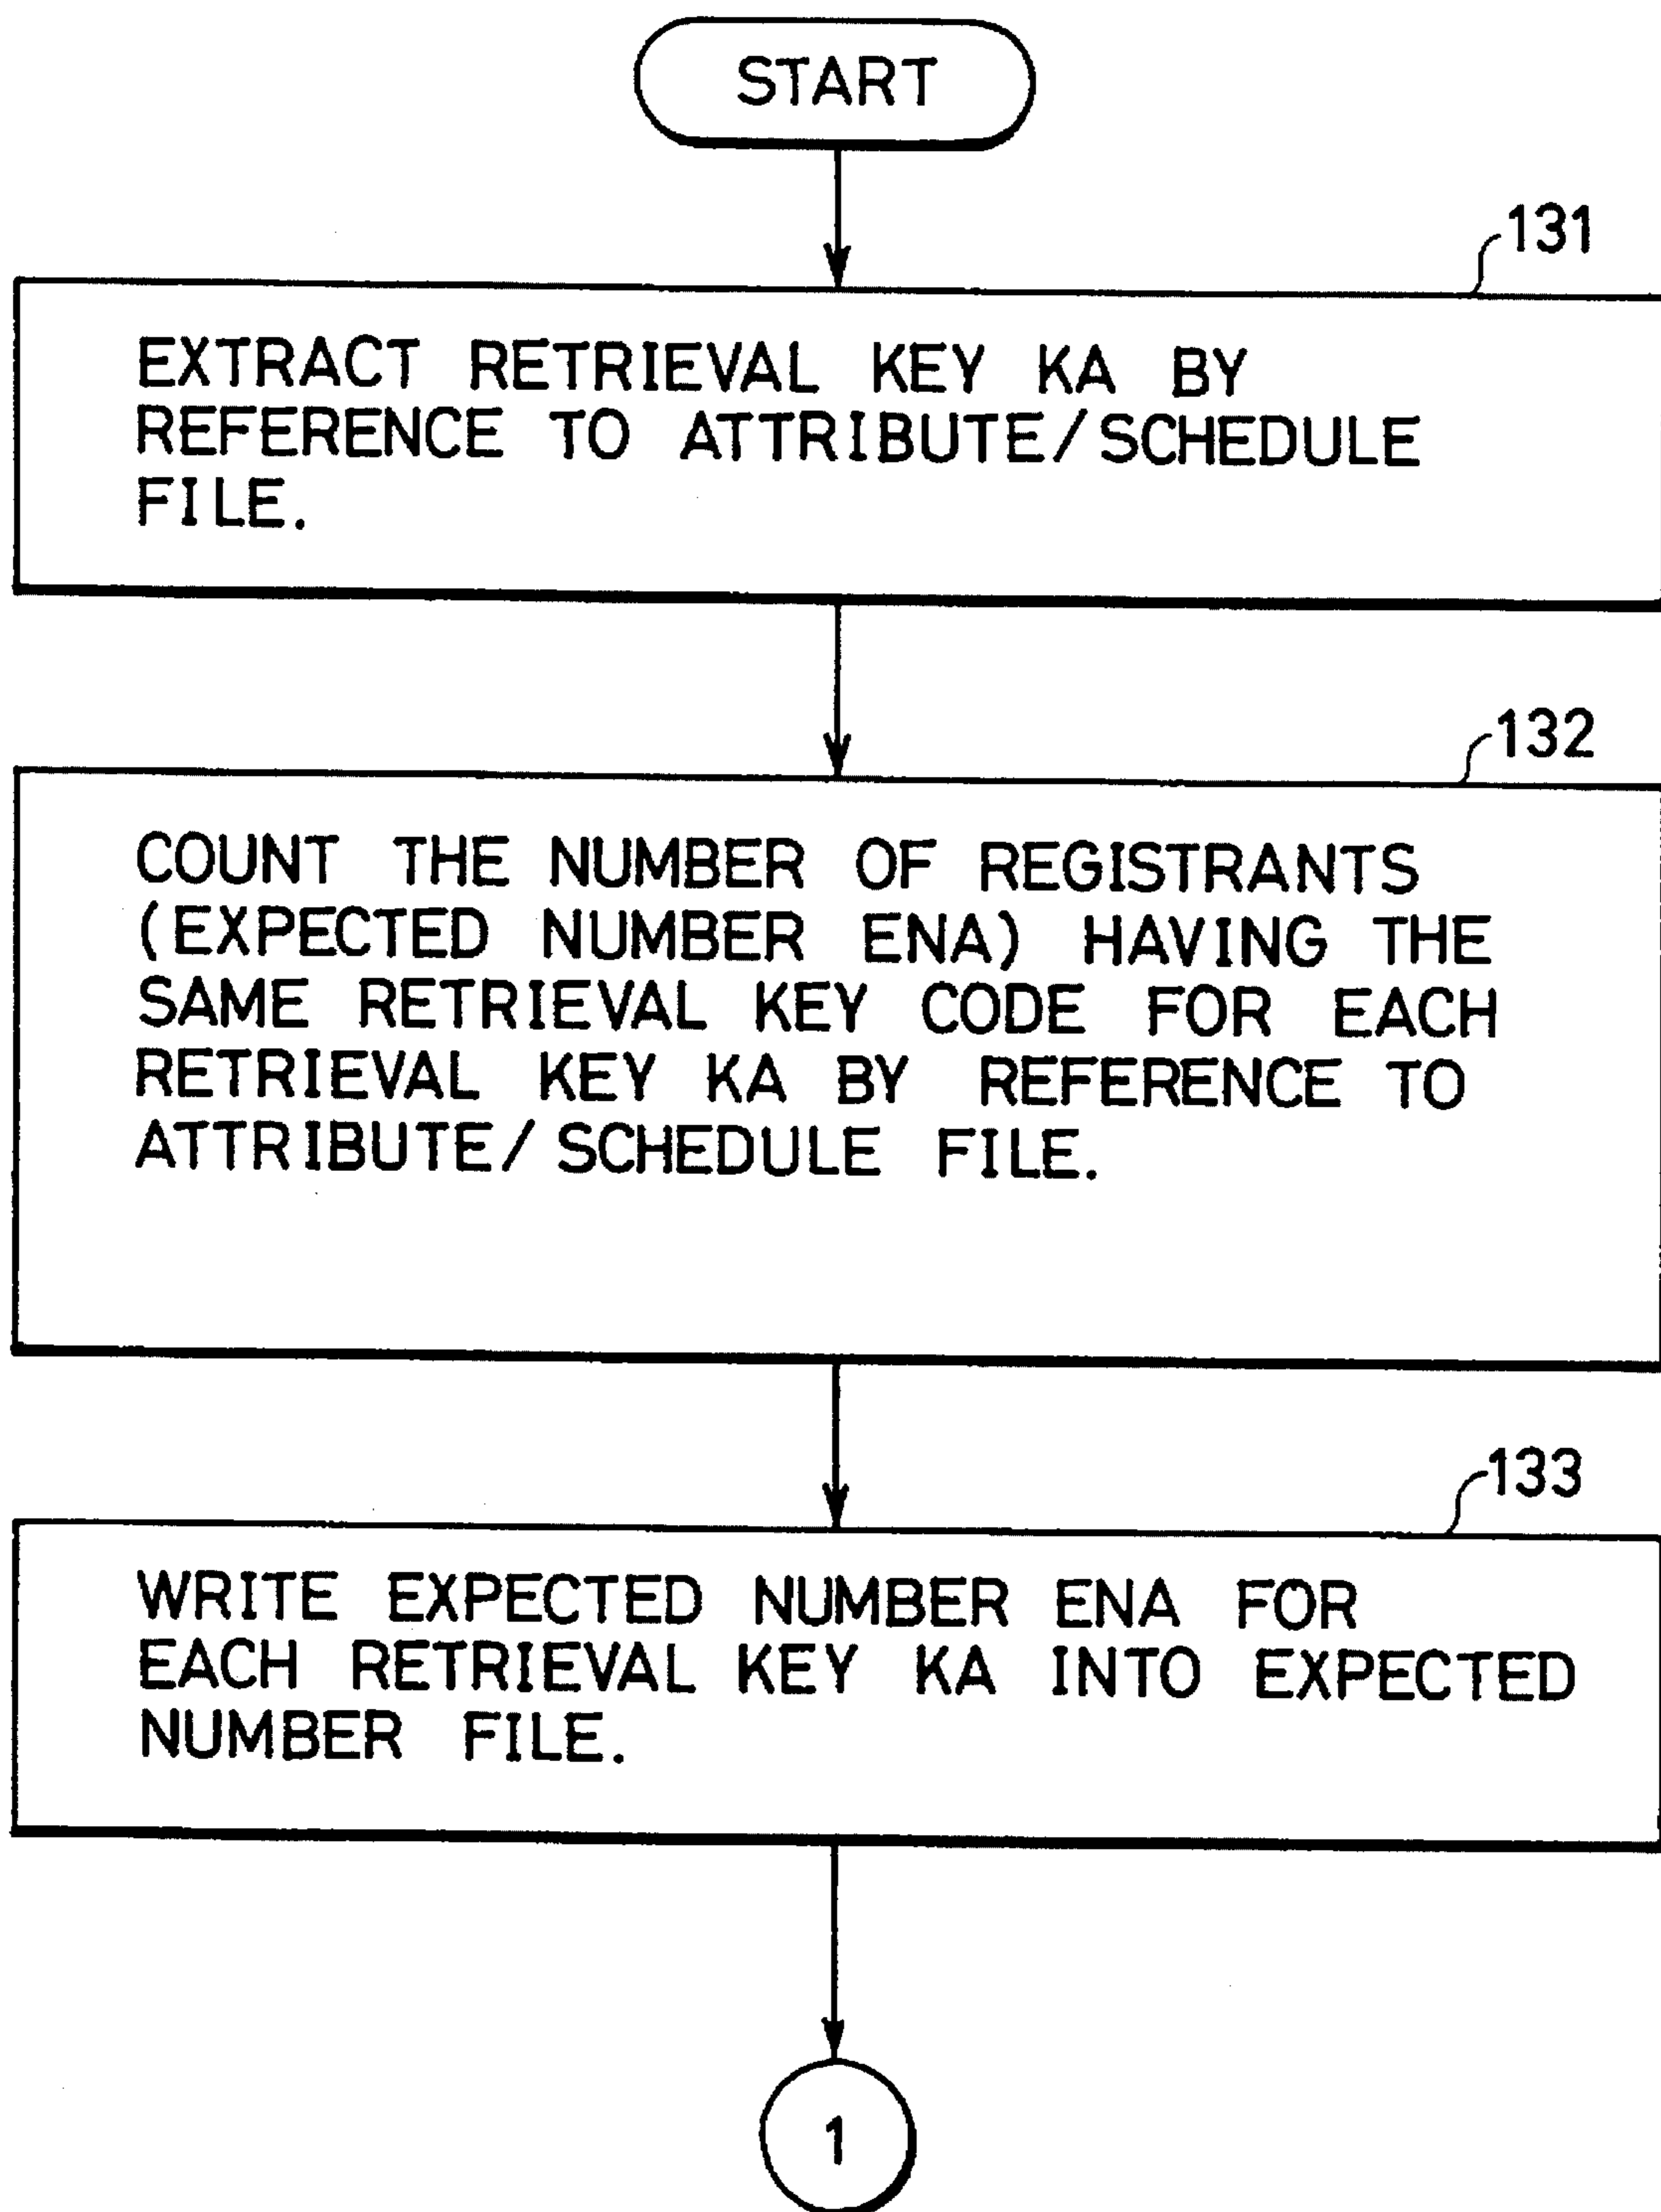 START
131
EXTRACT RETRIEVAL KEY KA BY
REFERENCE TO ATTRIBUTE/SCHEDULE
FILE.
132
COUNT THE NUMBER OF REGISTRANTS
(EXPECTED NUMBER ENA) HAVING THE
SAME RETRIEVAL KEY CODE FOR EACH
RETRIEVAL KEY KA BY REFERENCE TO
ATTRIBUTE/SCHEDULE FILE.
133
WRITE EXPECTED NUMBER ENA FOR
EACH RETRIEVAL KEY KA INTO EXPECTED
NUMBER FILE.
1